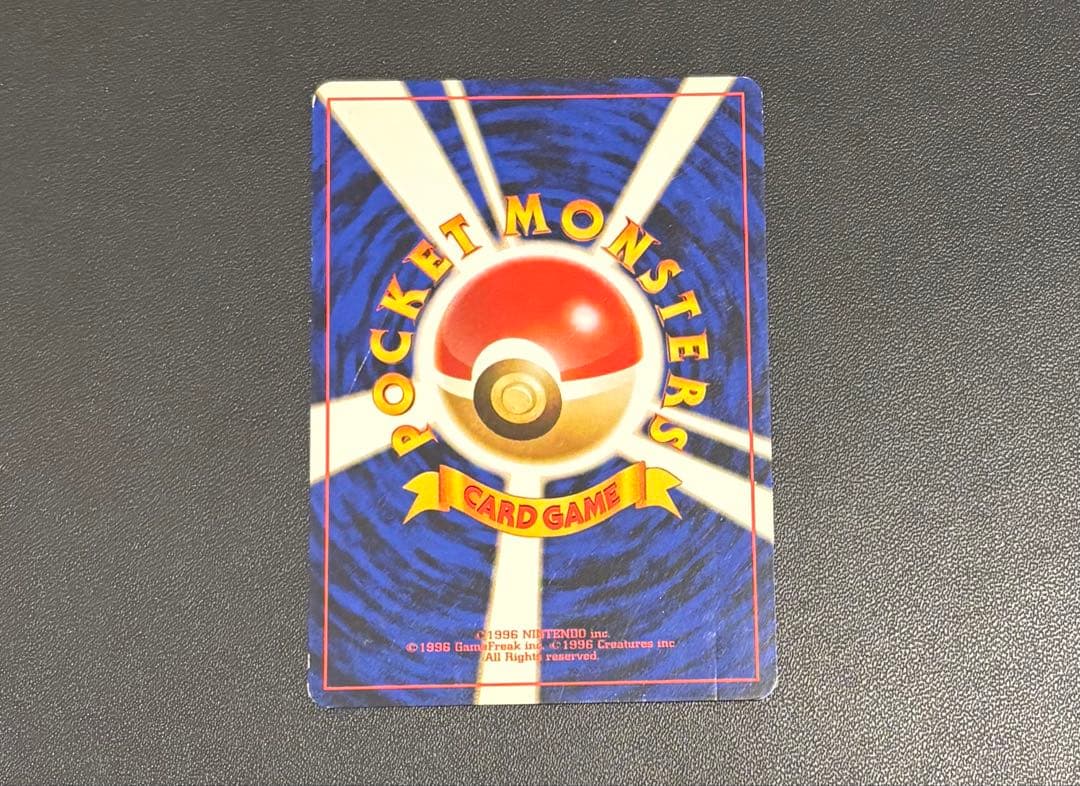 POCKET MONSTERS
CARD GAME
©1996 NINTENDO inc.
©1996 GameFreak inc. ©1996 Creatures inc
All Rights reserved.